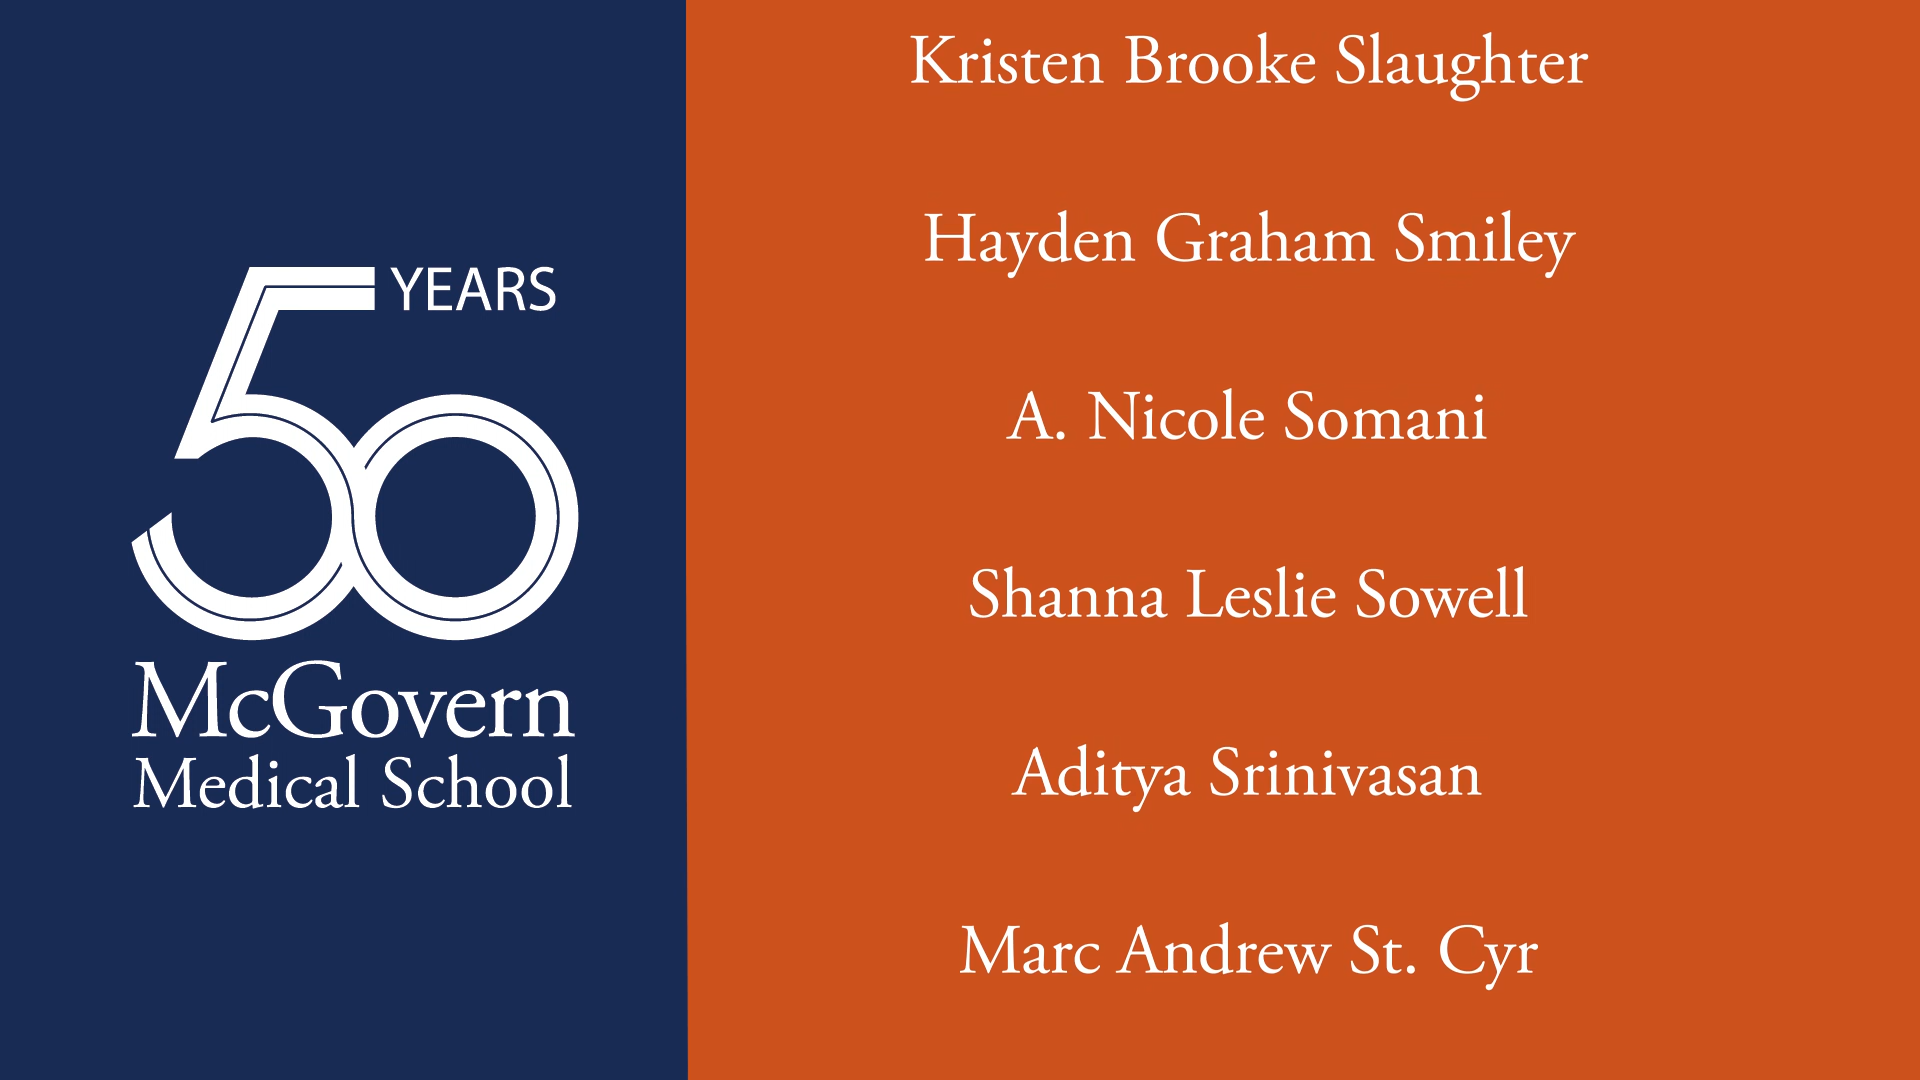 50 YEARS
McGovern
Medical School
Kristen Brooke Slaughter
Hayden Graham Smiley
A. Nicole Somani
Shanna Leslie Sowell
Aditya Srinivasan
Marc Andrew St. Cyr